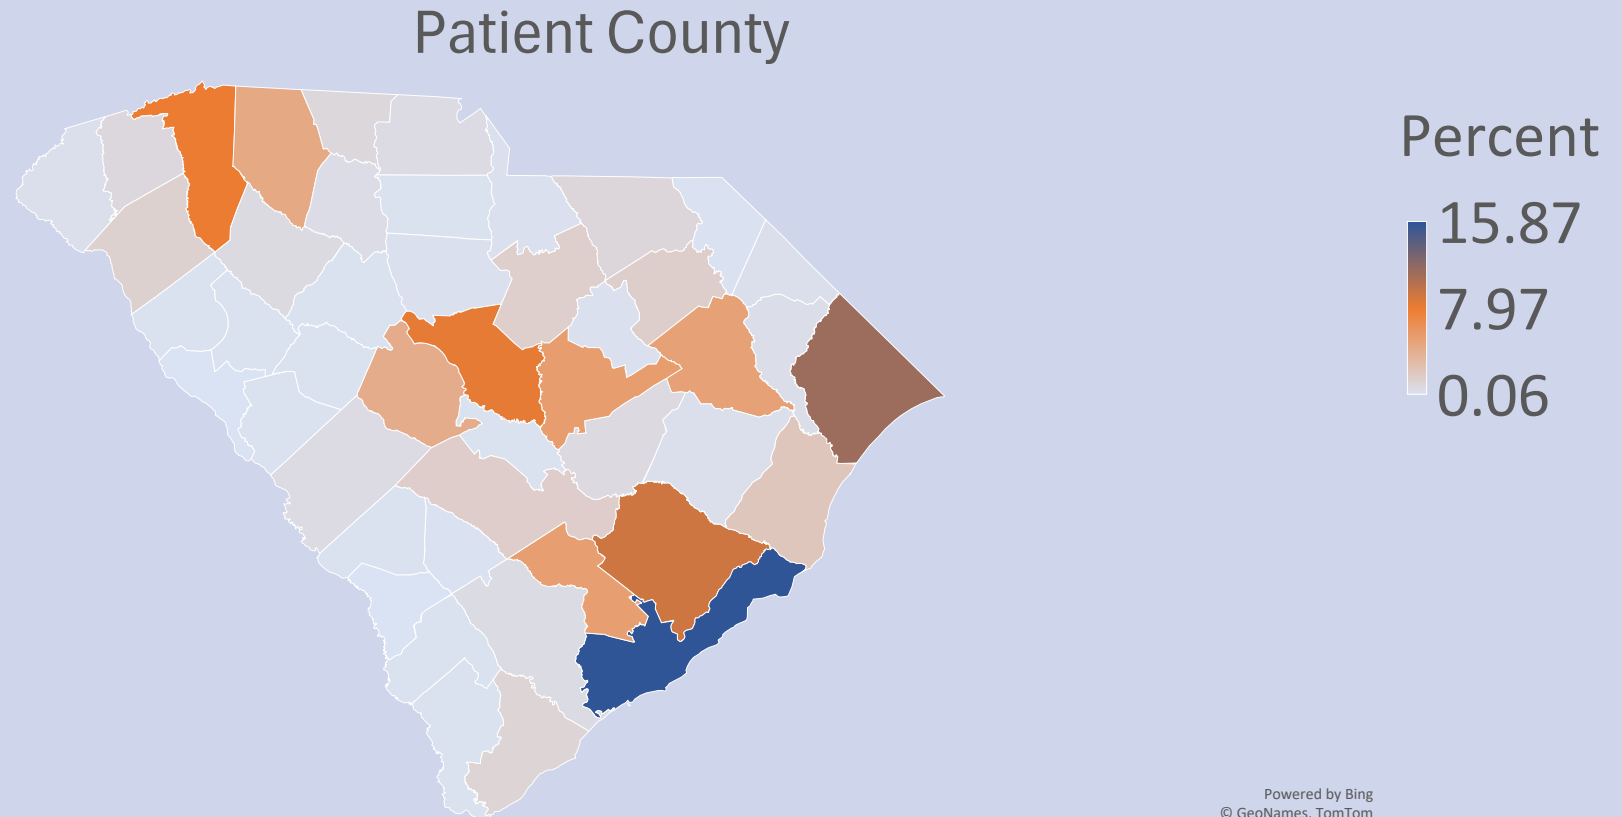 Patient County
Percent
15.87
7.97
0.06
Powered by Bing
© GeoNames, TomTom